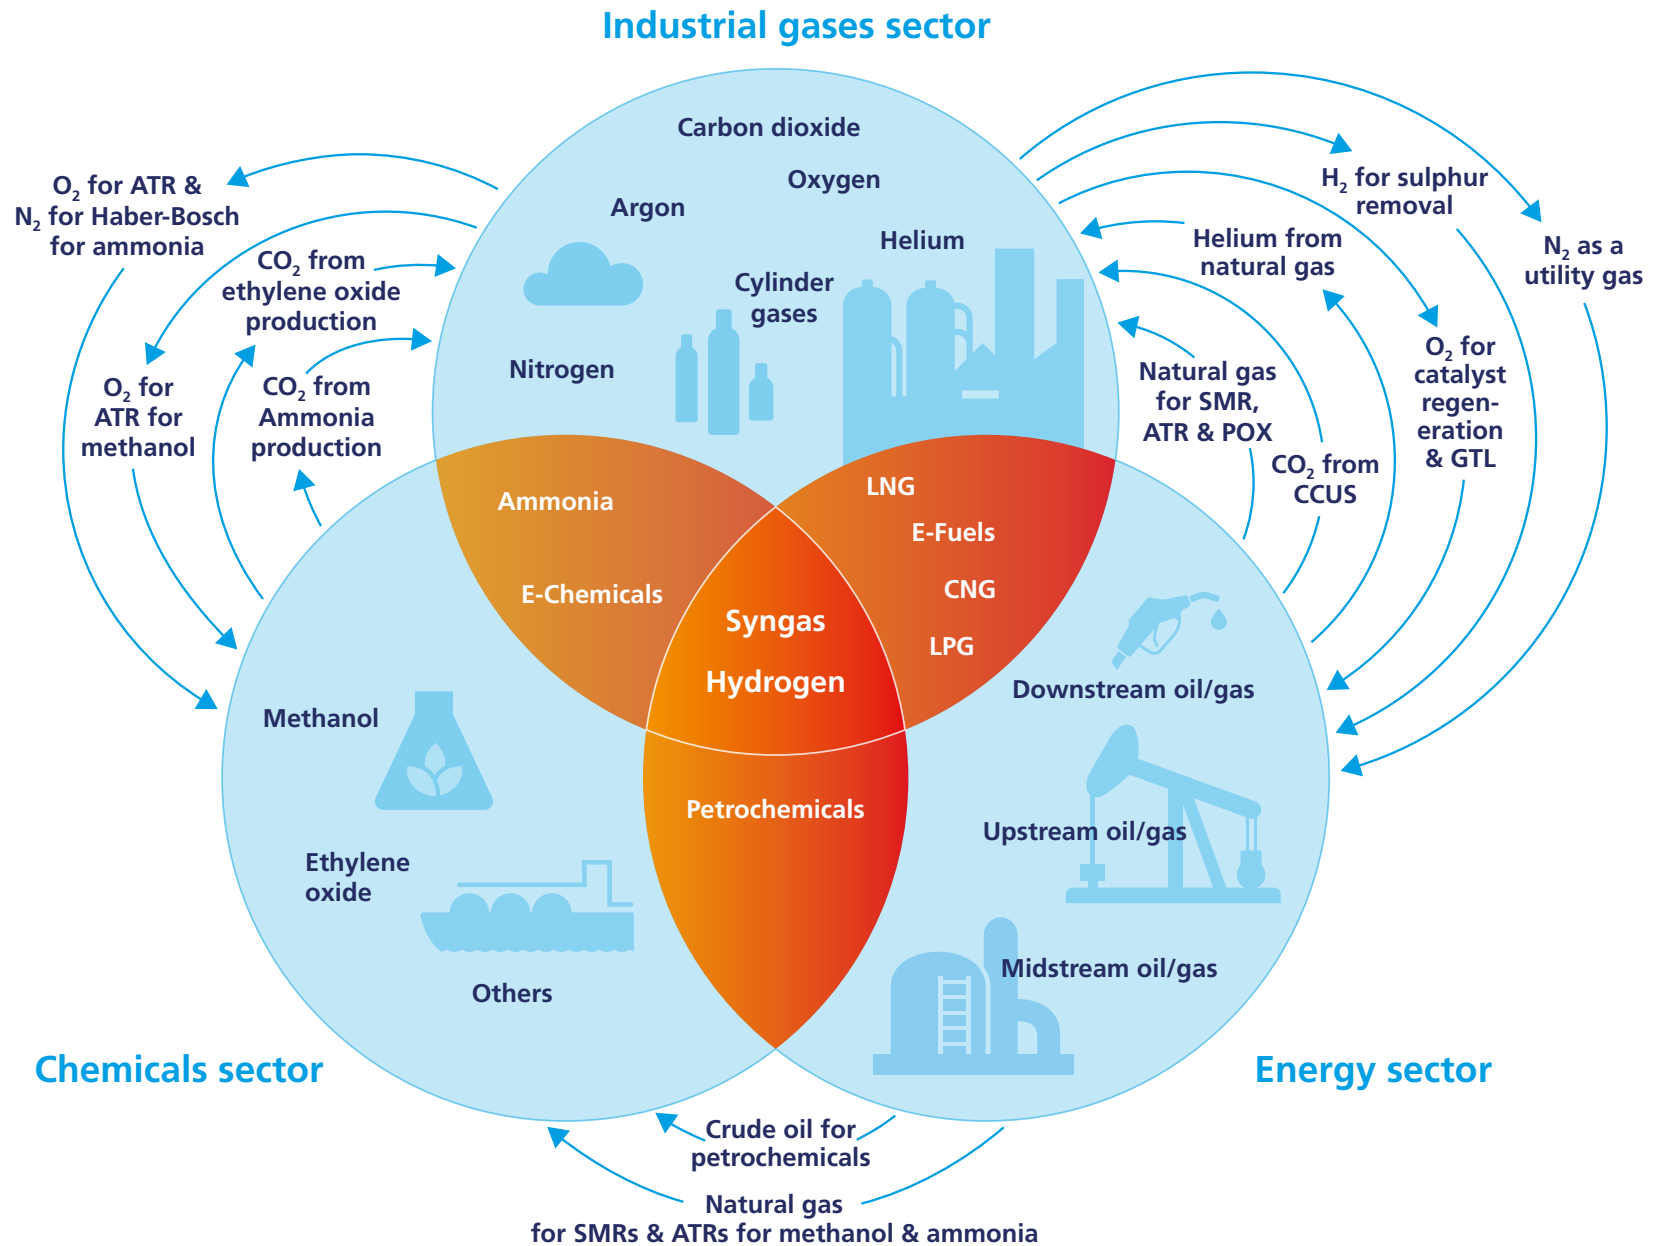 Industrial gases sector
Carbon dioxide
Oxygen
Argon
Helium
Cylinder
gases
Nitrogen
O₂ for ATR &
N₂ for Haber-Bosch
for ammonia
CO₂ from
ethylene oxide
production
O₂ for
ATR for
methanol
CO₂ from
Ammonia
production
H₂ for sulphur
removal
Helium from
natural gas
N₂ as a
utility gas
Natural gas
for SMR,
ATR & POX
O₂ for
catalyst
regen-
eration
& GTL
CO₂ from
CCUS
Ammonia
E-Chemicals
LNG
E-Fuels
CNG
LPG
Syngas
Hydrogen
Petrochemicals
Methanol
Ethylene
oxide
Others
Downstream oil/gas
Upstream oil/gas
Midstream oil/gas
Chemicals sector
Energy sector
Crude oil for
petrochemicals
Natural gas
for SMRs & ATRs for methanol & ammonia